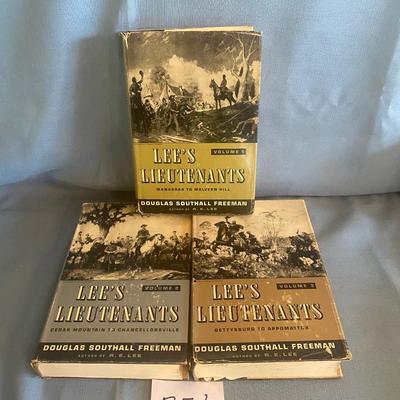 VOLUME 1
LEE'S
LIEUTENANTS
MANASSAS TO MALVERN HILL
DOUGLAS SOUTHALL FREEMAN
AUTHOR OF R. E. LEE
VOLUME 2
LEE'S
LIEUTENANTS
CEDAR MOUNTAIN TO CHANCELLORSVILLE
DOUGLAS SOUTHALL FREEMAN
AUTHOR OF R. E. LEE
VOLUME 3
LEE'S
LIEUTENANTS
GETTYSBURG TO APPOMATTOX
DOUGLAS SOUTHALL FREEMAN
AUTHOR OF R. E. LEE